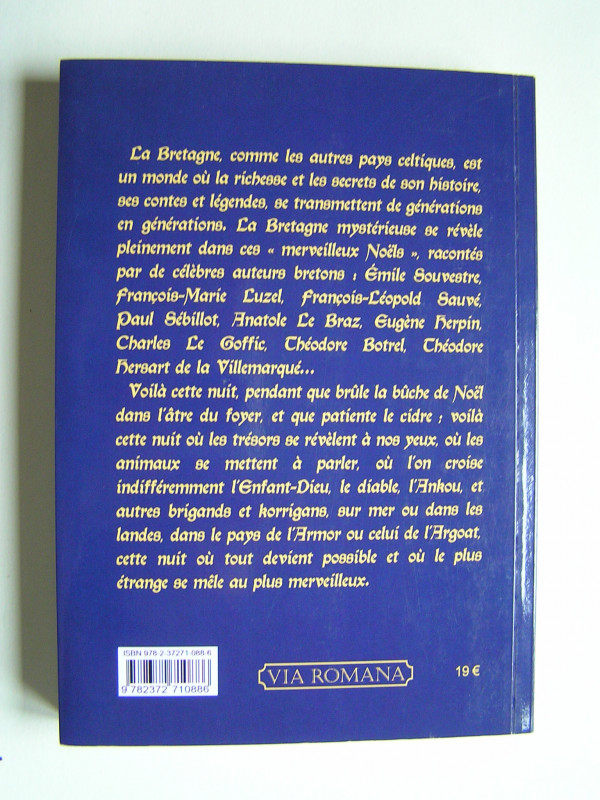 La Bretagne, comme les autres pays celtiques, est
un monde où la richesse et les secrets de son histoire,
ses contes et légendes, se transmettent de générations
en générations. La Bretagne mystérieuse se révèle
pleinement dans ces « merveilleux Noëls », racontés
par de célèbres auteurs bretons : Émile Souvestre,
François-Marie Luzel, François-Léopold Sauvé,
Paul Sébillot, Anatole Le Braz, Eugène Herpin,
Charles Le Goffic, Théodore Botrel, Théodore
Hersart de la Villemarqué...
Voilà cette nuit, pendant que brûle la bûche de Noël
dans l'âtre du foyer, et que patiente le cidre ; voilà
cette nuit où les trésors se révèlent à nos yeux, où les
animaux se mettent à parler, où l'on croise
indifféremment l'Enfant-Dieu, le diable, l'Ankou, et
autres brigands et korrigans, sur mer ou dans les
landes, dans le pays de l'Armor ou celui de l'Argoat,
cette nuit où tout devient possible et où le plus
étrange se mêle au plus merveilleux.
ISBN 978-2-37271-088-6
9 782372 710886
VIA ROMANA
19 €